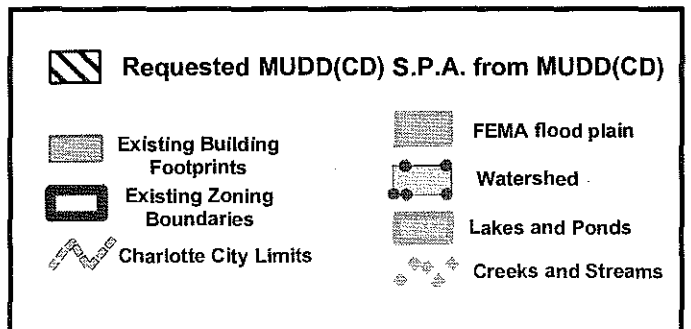 Requested MUDD(CD) S.P.A. from MUDD(CD)
Existing Building
Footprints
Existing Zoning
Boundaries
Charlotte City Limits
FEMA flood plain
Watershed
Lakes and Ponds
Creeks and Streams